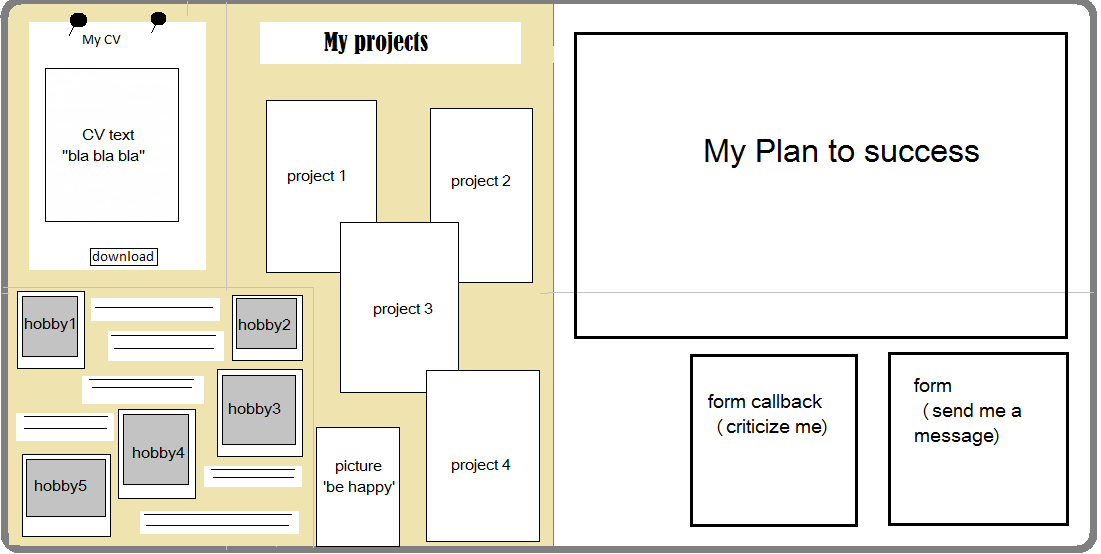 My CV
CV text
"bla bla bla"
download
My projects
project 1
project 2
project 3
project 4
picture
'be happy'
hobby1
hobby2
hobby3
hobby4
hobby5
My Plan to success
form callback
(criticize me)
form
(send me a
message)